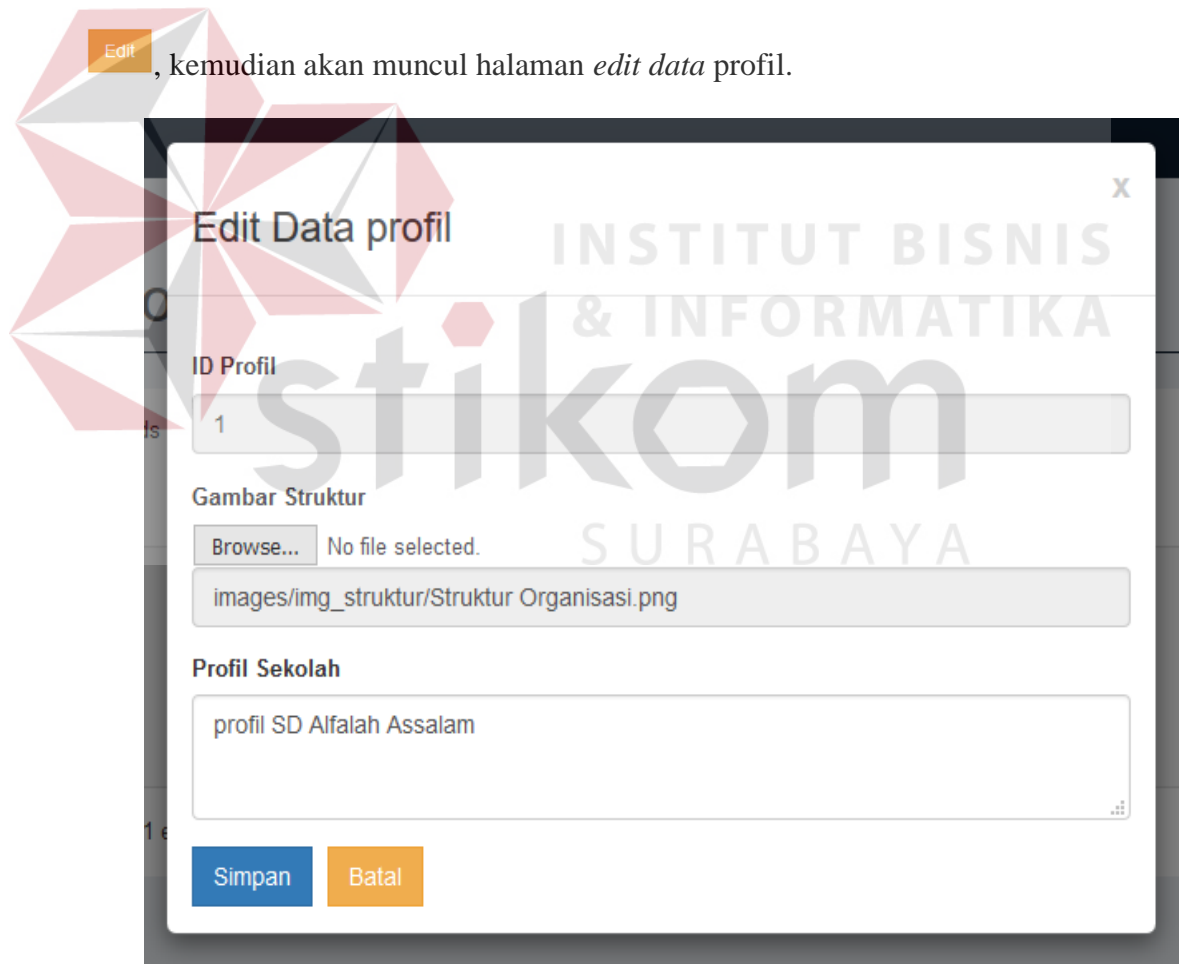 Edit , kemudian akan muncul halaman edit data profil.
x
Edit Data profil
INSTITUT BISNIS
& INFORMATIKA
stikom
SURABAYA
ID Profil
1
Gambar Struktur
Browse... No file selected.
images/img_struktur/Struktur Organisasi.png
Profil Sekolah
profil SD Alfalah Assalam
Simpan Batal